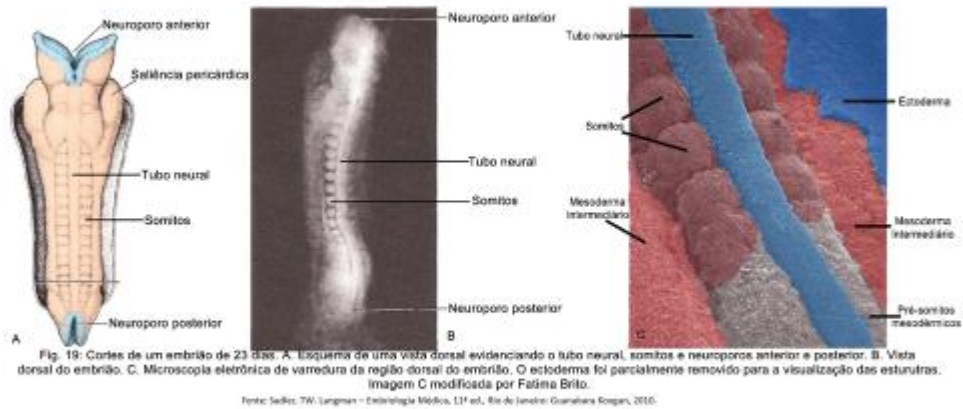 Neuroporo anterior
Saliência pericárdica
Tubo neural
Somitos
Neuroporo posterior
A
Neuroporo anterior
Tubo neural
Somitos
Neuroporo posterior
B
Tubo neural
Somitos
Mesoderma
Intermediário
Ectoderma
Mesoderma
Intermediário
Pré-somitos
mesodérmicos
C
Fig. 19: Cortes de um embrião de 23 dias. A. Esquema de uma vista dorsal evidenciando o tubo neural, somitos e neuroporos anterior e posterior. B. Vista
dorsal do embrião. C. Microscopia eletrônica de varredura da região dorsal do embrião. O ectoderma foi parcialmente removido para a visualização das esturutras.
Imagem C modificada por Fatima Brito.
Fonte: Sadler, TW. Langman – Embriologia Médica, 11ª ed., Rio de Janeiro: Guanabara Koogan, 2010.